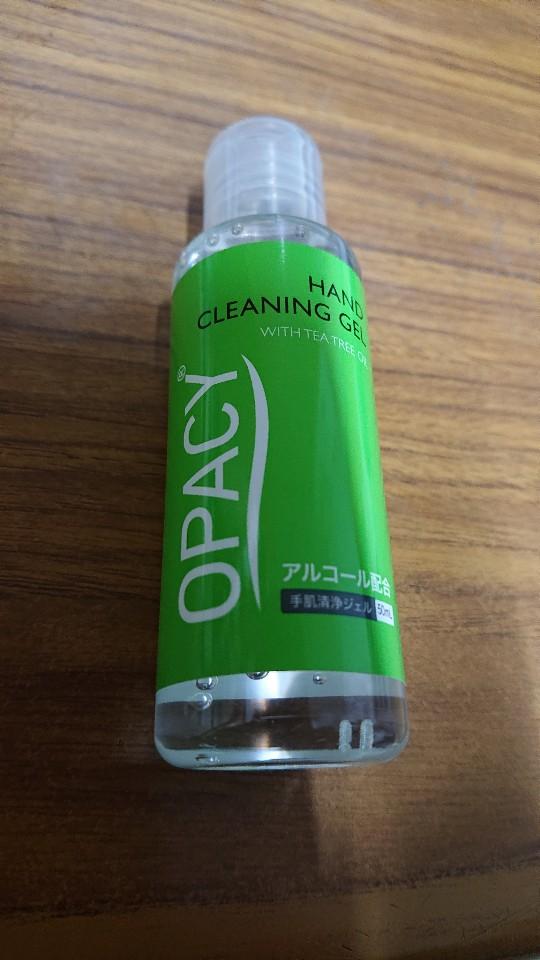 HAND
CLEANING GEL
WITH TEA TREE OIL
OPACY®
アルコール配合
手肌清浄ジェル 50mL